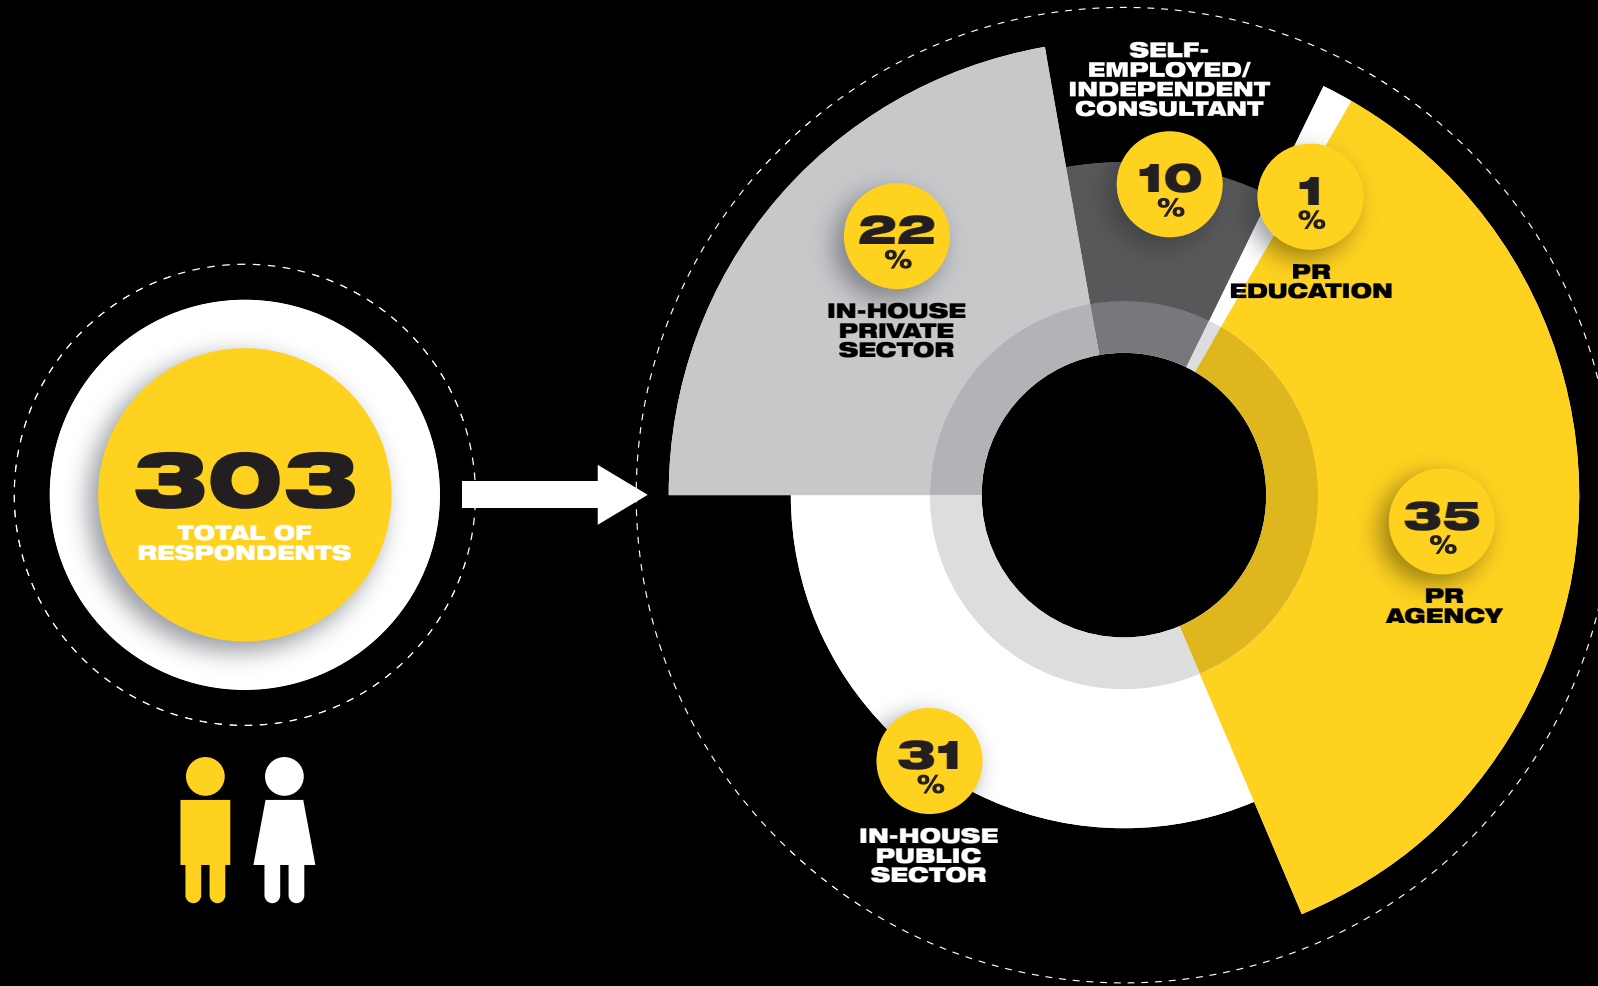 303
TOTAL OF
RESPONDENTS
SELF-
EMPLOYED/
INDEPENDENT
CONSULTANT
10
%
1
%
PR
EDUCATION
22
%
IN-HOUSE
PRIVATE
SECTOR
35
%
PR
AGENCY
31
%
IN-HOUSE
PUBLIC
SECTOR